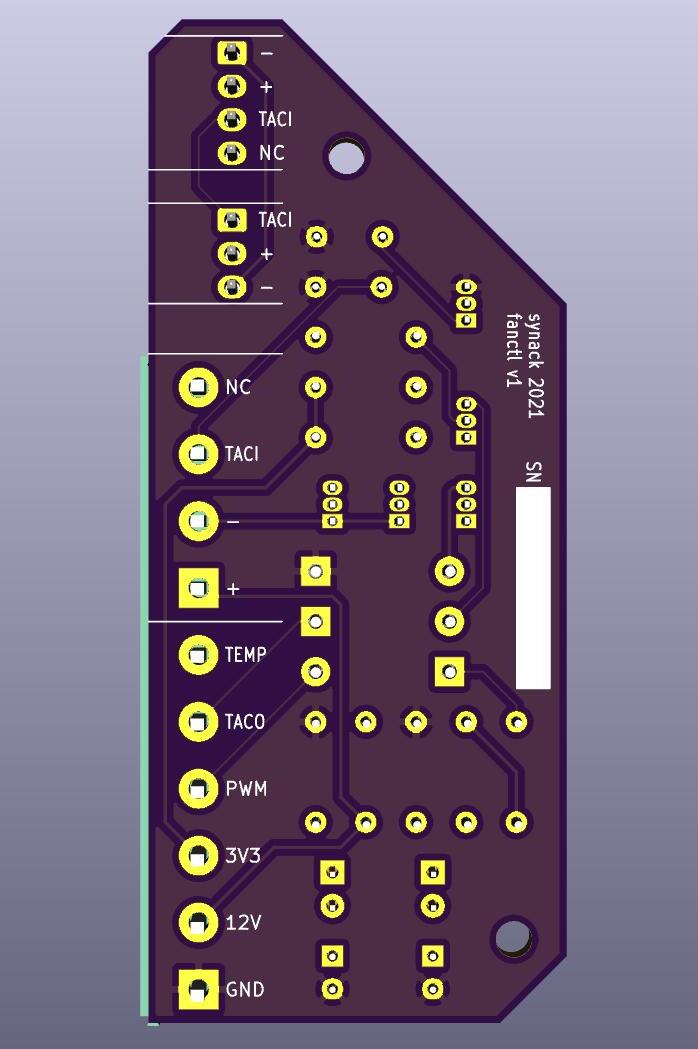 -
+
TACI
NC
TACI
+
-
synack 2021
fanctl v1
NC
TACI
SN
-
+
TEMP
TACO
PWM
3V3
12V
GND